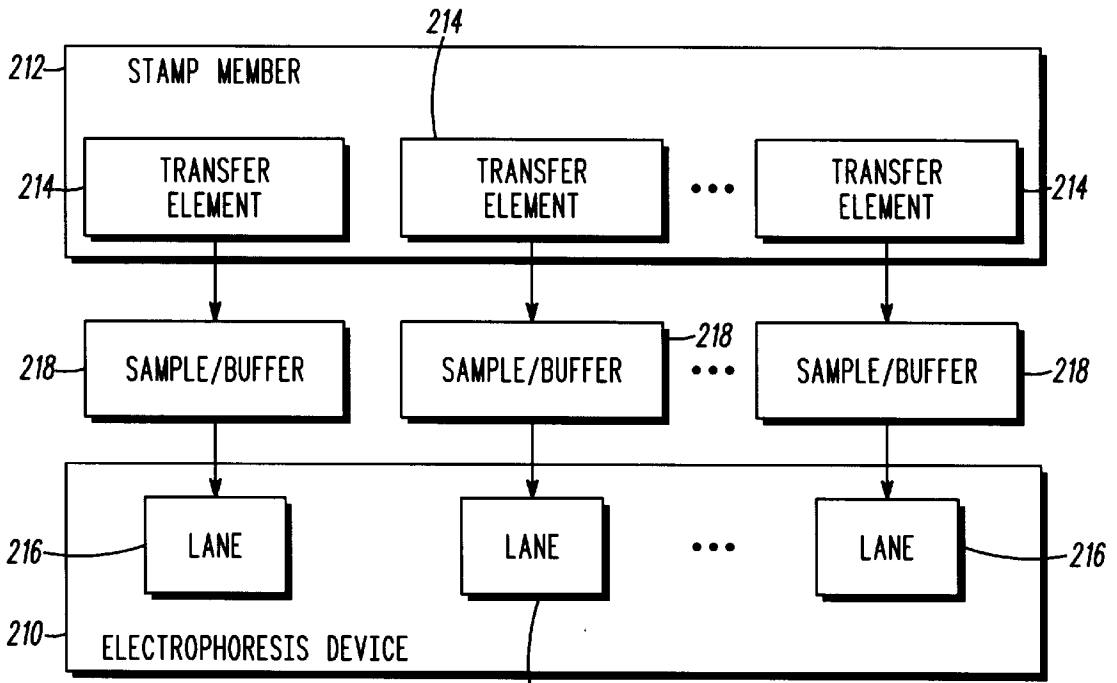 214
212
STAMP MEMBER
214
TRANSFER
ELEMENT
TRANSFER
ELEMENT
•••
TRANSFER
ELEMENT
214
218
SAMPLE/BUFFER
SAMPLE/BUFFER
218
•••
SAMPLE/BUFFER
218
216
LANE
LANE
•••
LANE
216
210
ELECTROPHORESIS DEVICE